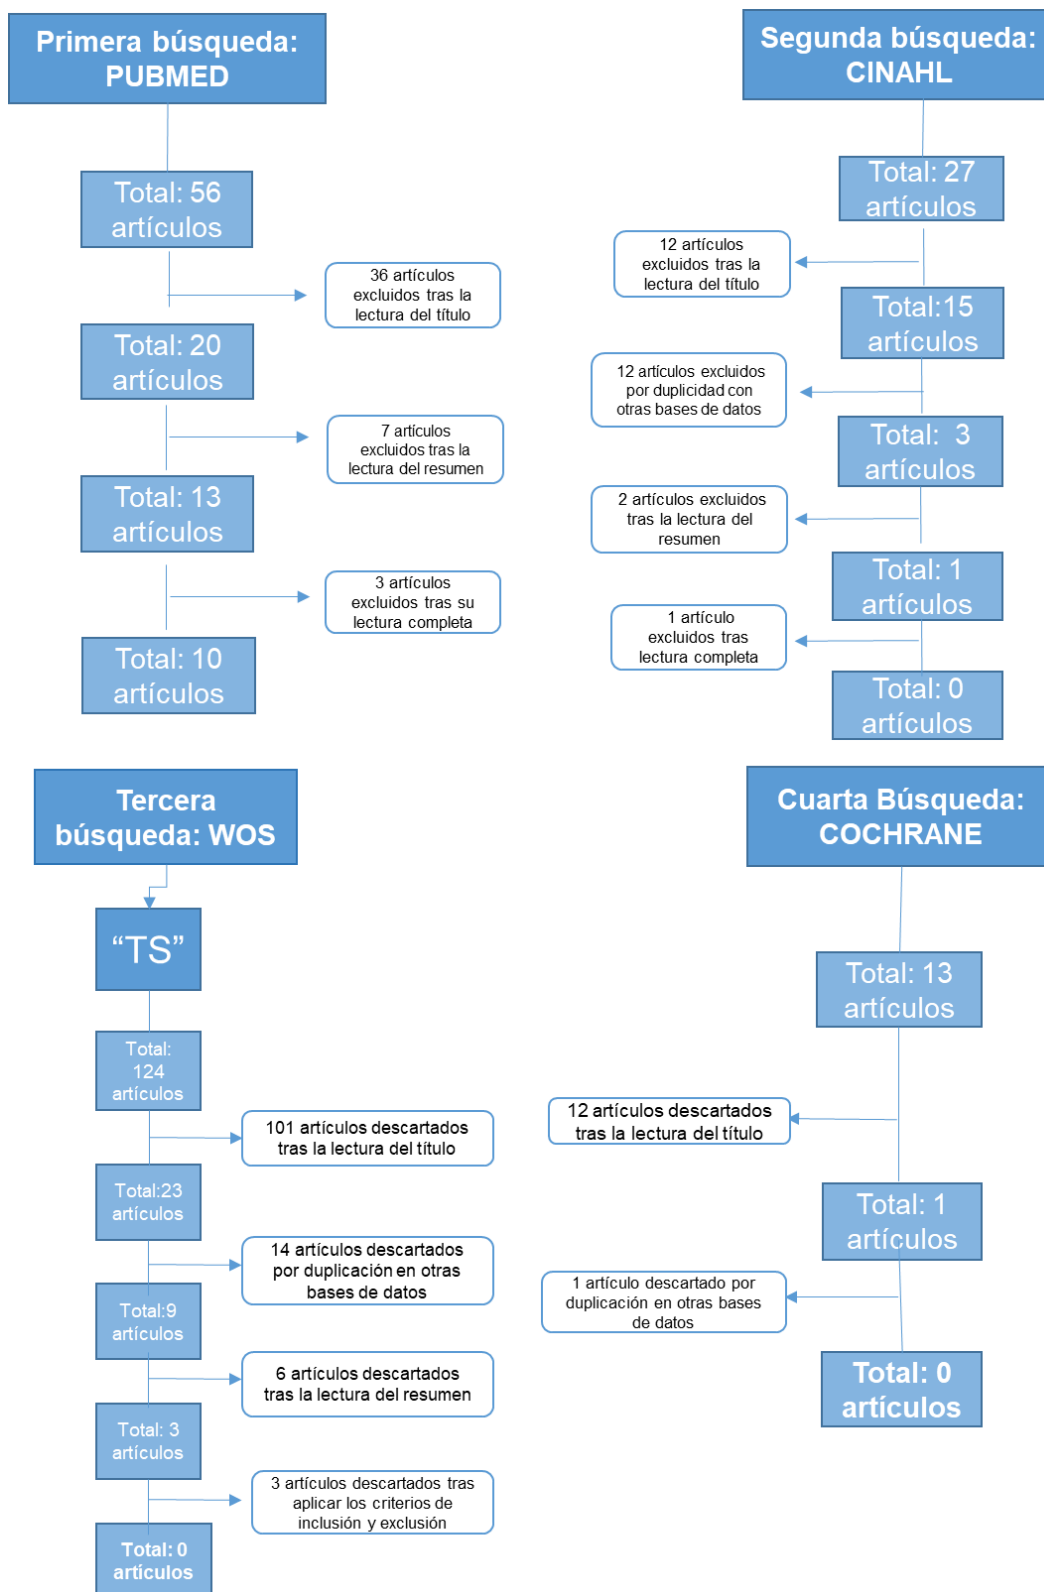 Primera búsqueda:
PUBMED
Total: 56
artículos
36 artículos
excluidos tras la
lectura del título
Total: 20
artículos
7 artículos
excluidos tras la
lectura del resumen
Total: 13
artículos
3 artículos
excluidos tras su
lectura completa
Total: 10
artículos
Segunda búsqueda:
CINAHL
Total: 27
artículos
12 artículos
excluidos tras la
lectura del título
Total:15
artículos
12 artículos excluidos
por duplicidad con
otras bases de datos
Total: 3
artículos
2 artículos excluidos
tras la lectura del
resumen
Total: 1
artículos
1 artículo
excluidos tras
lectura completa
Total: 0
artículos
Tercera
búsqueda: WOS
“TS”
Total:
124
artículos
101 artículos descartados
tras la lectura del título
Total:23
artículos
14 artículos descartados
por duplicación en otras
bases de datos
Total:9
artículos
6 artículos descartados
tras la lectura del resumen
Total: 3
artículos
3 artículos descartados tras
aplicar los criterios de
inclusión y exclusión
Total: 0
artículos
Cuarta Búsqueda:
COCHRANE
Total: 13
artículos
12 artículos descartados
tras la lectura del título
Total: 1
artículos
1 artículo descartado por
duplicación en otras bases
de datos
Total: 0
artículos